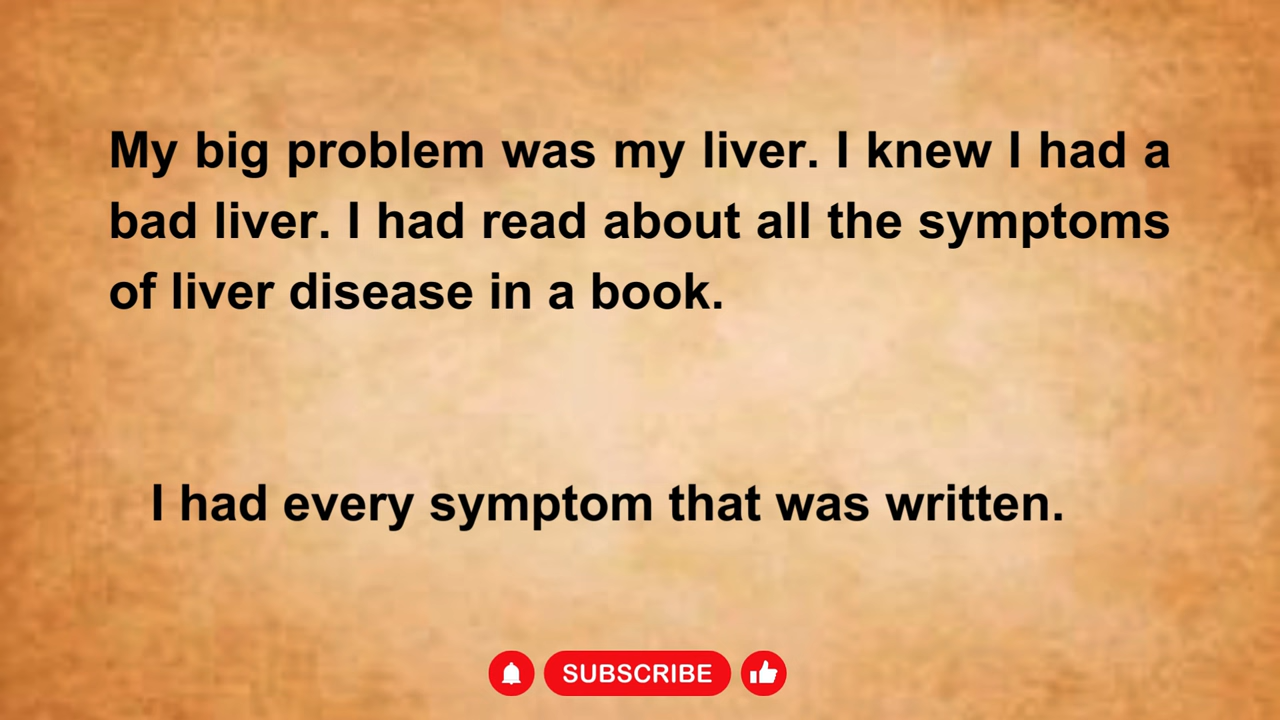 My big problem was my liver. I knew I had a
bad liver. I had read about all the symptoms
of liver disease in a book.
I had every symptom that was written.
SUBSCRIBE